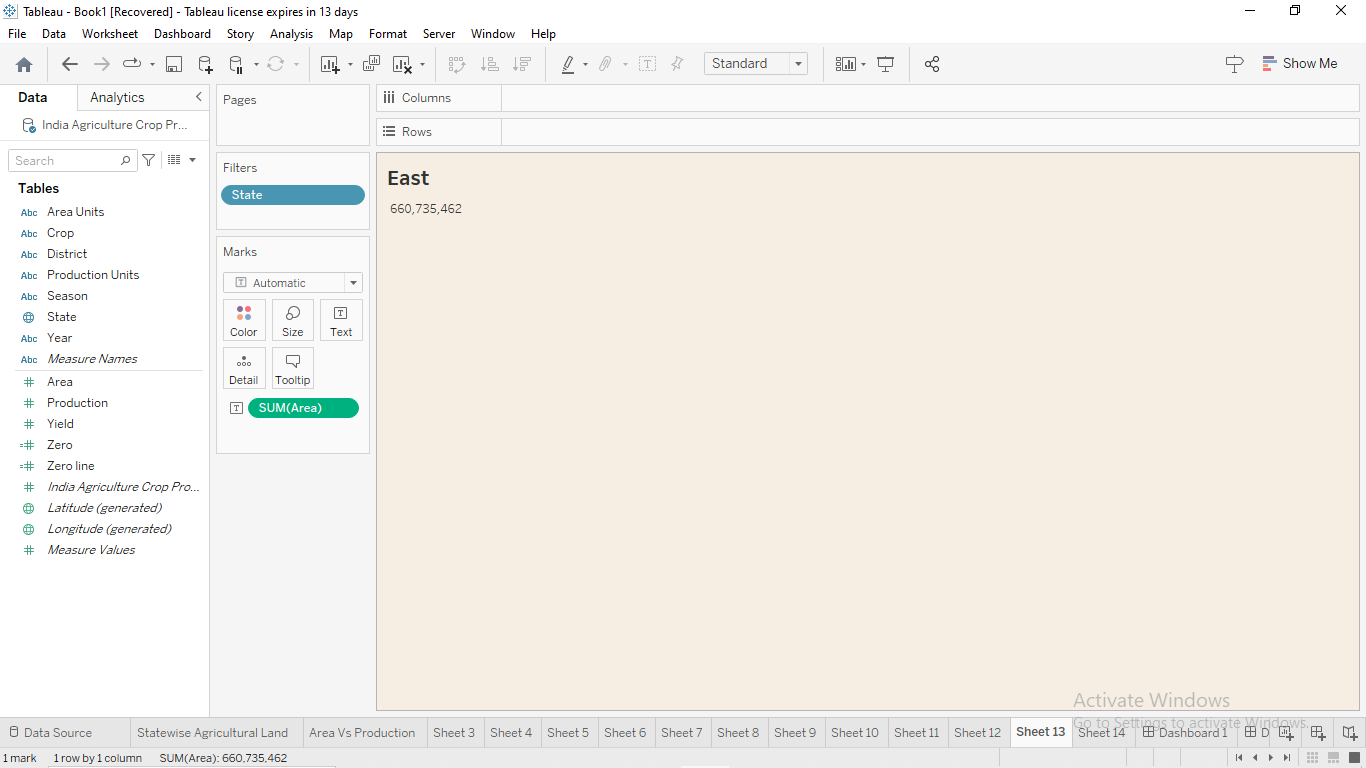 Tableau - Book1 [Recovered] - Tableau license expires in 13 days
File Data Worksheet Dashboard Story Analysis Map Format Server Window Help
Standard
Show Me
Data Analytics
India Agriculture Crop Pr...
Search
Tables
Abc Area Units
Abc Crop
Abc District
Abc Production Units
Abc Season
State
Abc Year
Abc Measure Names
Area
Production
Yield
Zero
Zero line
India Agriculture Crop Pro...
Latitude (generated)
Longitude (generated)
Measure Values
Pages
Filters
State
Marks
Automatic
Color Size Text
Detail Tooltip
SUM(Area)
Columns
Rows
East
660,735,462
Activate Windows
Go to Settings to activate Windows.
Data Source Statewise Agricultural Land Area Vs Production Sheet 3 Sheet 4 Sheet 5 Sheet 6 Sheet 7 Sheet 8 Sheet 9 Sheet 10 Sheet 11 Sheet 12 Sheet 13 Sheet 14 Dashboard 1 D
1 mark 1 row by 1 column SUM(Area): 660,735,462